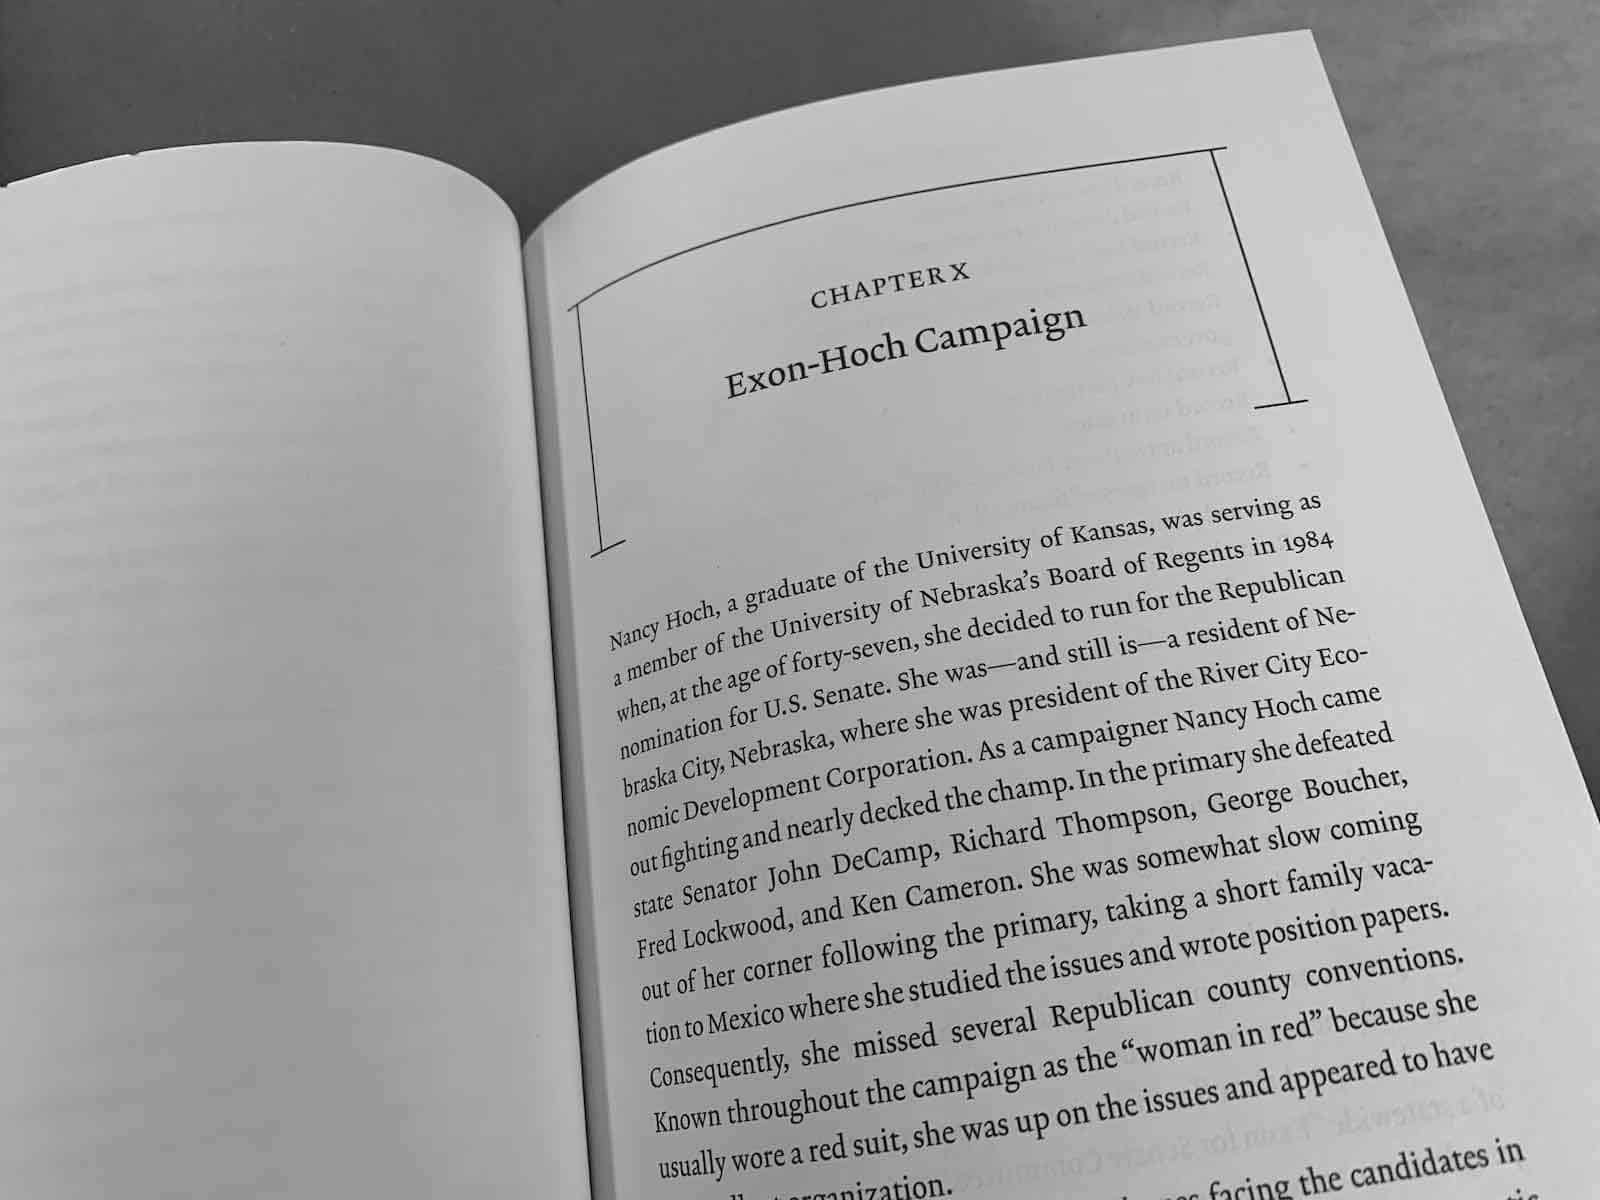 CHAPTER X
Exon-Hoch Campaign
Nancy Hoch, a graduate of the University of Kansas, was serving as
a member of the University of Nebraska’s Board of Regents in 1984
when, at the age of forty-seven, she decided to run for the Republican
nomination for U.S. Senate. She was—and still is—a resident of Ne-
braska City, Nebraska, where she was president of the River City Eco-
nomic Development Corporation. As a campaigner Nancy Hoch came
out fighting and nearly decked the champ. In the primary she defeated
state Senator John DeCamp, Richard Thompson, George Boucher,
Fred Lockwood, and Ken Cameron. She was somewhat slow coming
out of her corner following the primary, taking a short family vaca-
tion to Mexico where she studied the issues and wrote position papers.
Consequently, she missed several Republican county conventions.
Known throughout the campaign as the “woman in red” because she
usually wore a red suit, she was up on the issues and appeared to have
organization.
facing the candidates in